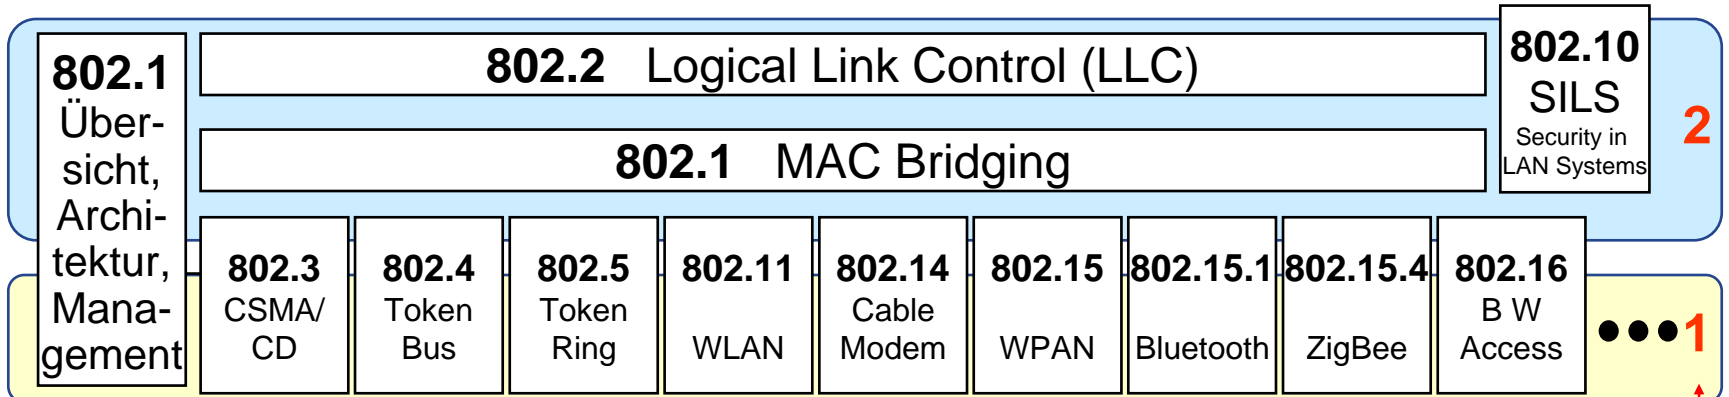 802.1
Über-
sicht,
Archi-
tektur,
Mana-
gement
802.2 Logical Link Control (LLC)
802.1 MAC Bridging
802.10
SILS
Security in
LAN Systems
2
802.3
CSMA/
CD
802.4
Token
Bus
802.5
Token
Ring
802.11
WLAN
802.14
Cable
Modem
802.15
WPAN
802.15.1
Bluetooth
802.15.4
ZigBee
802.16
B W
Access
●●●1